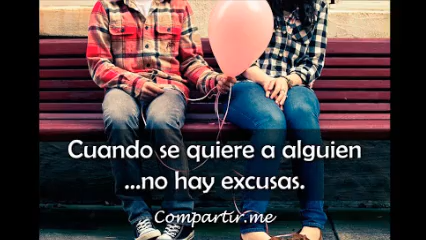 Cuando se quiere a alguien
...no hay excusas.
Compartir.me